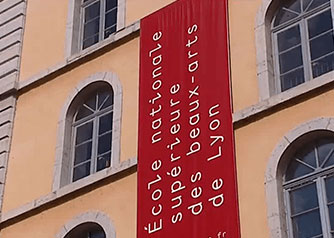 École nationale
supérieure
des beaux-arts
de Lyon